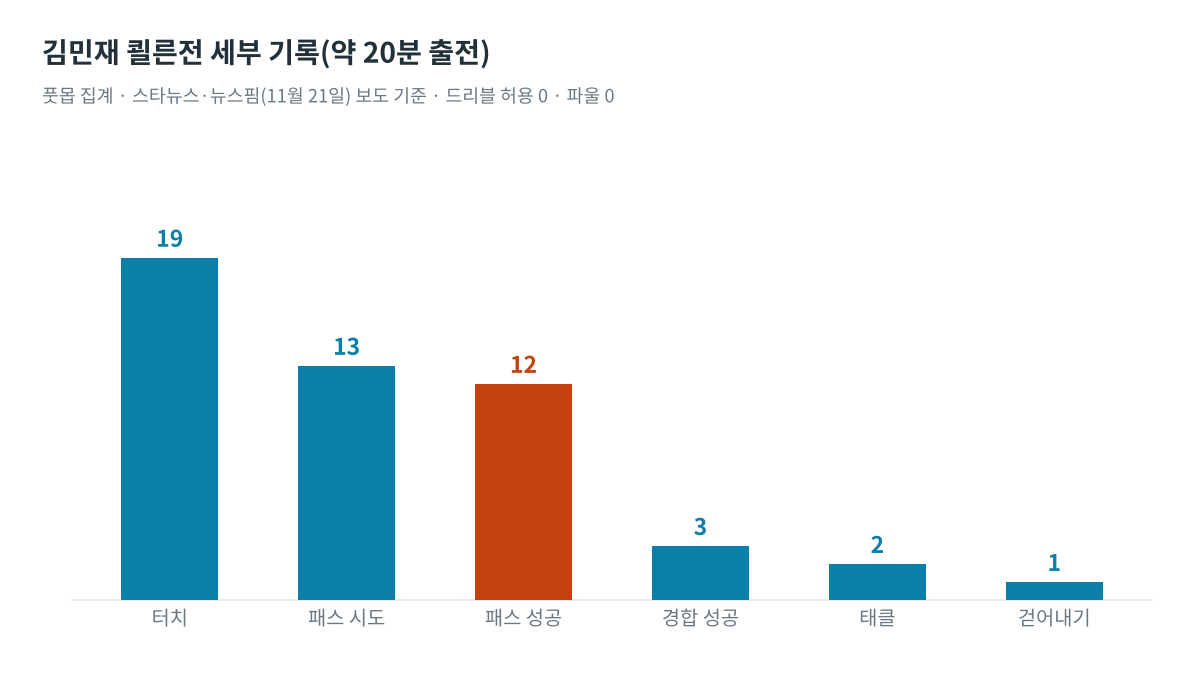 김민재 쾰른전 세부 기록(약 20분 출전)
풋몹 집계 · 스타뉴스·뉴스핌(11월 21일) 보도 기준 · 드리블 허용 0 · 파울 0
19
13
12
3
2
1
터치
패스 시도
패스 성공
경합 성공
태클
걷어내기